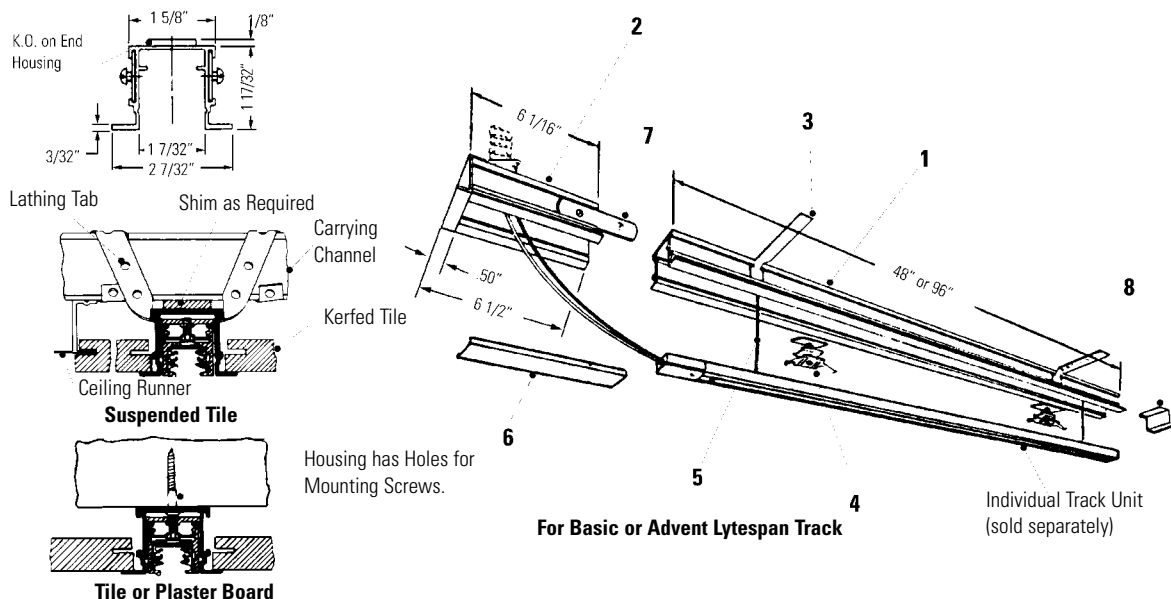 1 5/8"
1/8"
K.O. on End
Housing
1 17/32"
3/32"
1 7/32"
2 7/32"
Lathing Tab
Shim as Required
Carrying
Channel
Kerfed Tile
Ceiling Runner
Suspended Tile
Housing has Holes for
Mounting Screws.
Tile or Plaster Board
2
6 1/16"
7
3
1
48" or 96"
8
.50"
6 1/2"
6
5
4
Individual Track Unit
(sold separately)
For Basic or Advent Lytespan Track